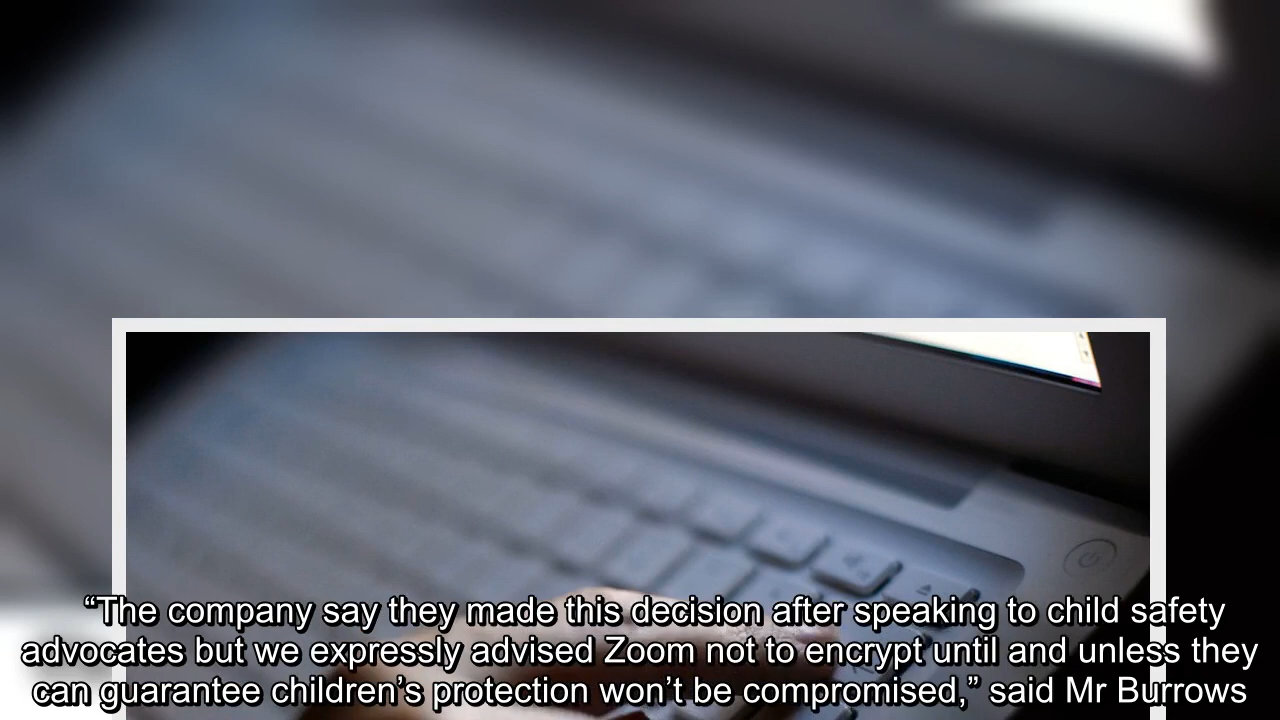 “The company say they made this decision after speaking to child safety
advocates but we expressly advised Zoom not to encrypt until and unless they
can guarantee children’s protection won’t be compromised,” said Mr Burrows